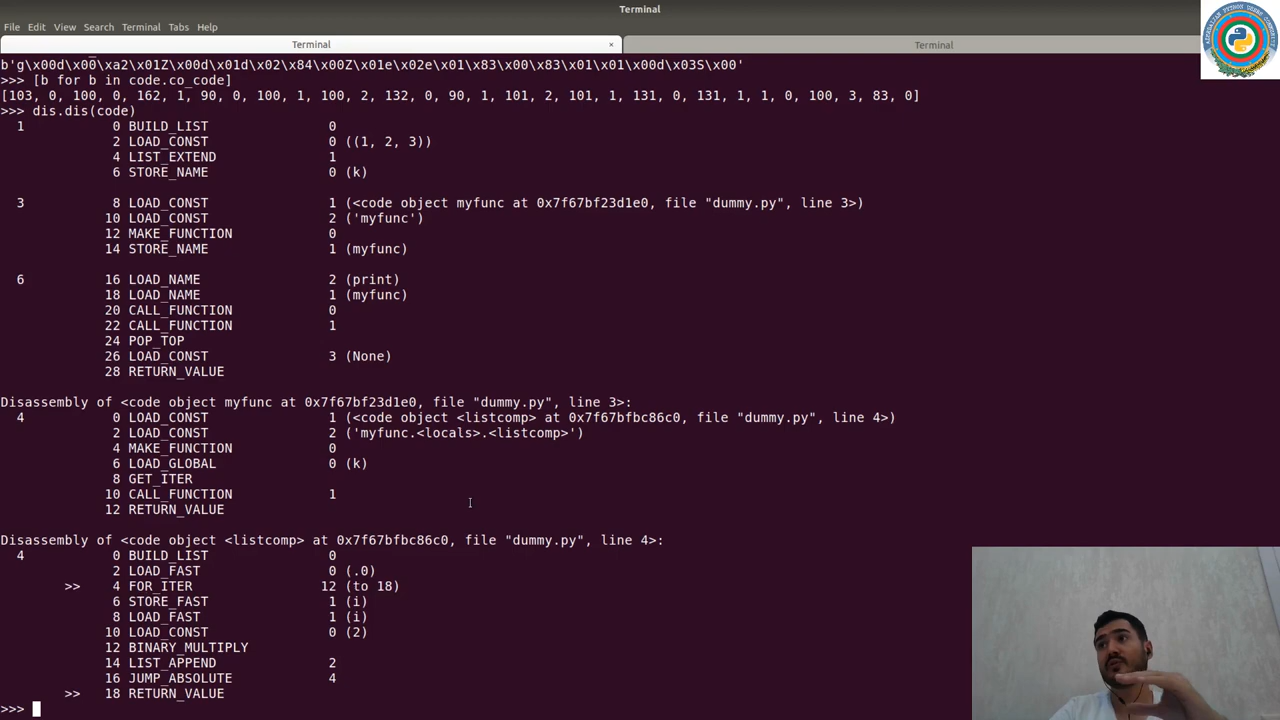 Terminal
File Edit View Search Terminal Tabs Help
Terminal × Terminal
b'g\x00d\x00\xa2\x01Z\x00d\x01d\x02\x84\x00Z\x01e\x02e\x01\x83\x00\x83\x01\x01\x00d\x03S\x00'
>>> [b for b in code.co_code]
[103, 0, 100, 0, 162, 1, 90, 0, 100, 1, 100, 2, 132, 0, 90, 1, 101, 2, 101, 1, 131, 0, 131, 1, 1, 0, 100, 3, 83, 0]
>>> dis.dis(code)
1 0 BUILD_LIST 0
2 LOAD_CONST 0 ((1, 2, 3))
4 LIST_EXTEND 1
6 STORE_NAME 0 (k)
3 8 LOAD_CONST 1 (<code object myfunc at 0x7f67bf23d1e0, file "dummy.py", line 3>)
10 LOAD_CONST 2 ('myfunc')
12 MAKE_FUNCTION 0
14 STORE_NAME 1 (myfunc)
6 16 LOAD_NAME 2 (print)
18 LOAD_NAME 1 (myfunc)
20 CALL_FUNCTION 0
22 CALL_FUNCTION 1
24 POP_TOP
26 LOAD_CONST 3 (None)
28 RETURN_VALUE
Disassembly of <code object myfunc at 0x7f67bf23d1e0, file "dummy.py", line 3>:
4 0 LOAD_CONST 1 (<code object <listcomp> at 0x7f67bfbc86c0, file "dummy.py", line 4>)
2 LOAD_CONST 2 ('myfunc.<locals>.<listcomp>')
4 MAKE_FUNCTION 0
6 LOAD_GLOBAL 0 (k)
8 GET_ITER
10 CALL_FUNCTION 1
12 RETURN_VALUE
Disassembly of <code object <listcomp> at 0x7f67bfbc86c0, file "dummy.py", line 4>:
4 0 BUILD_LIST 0
2 LOAD_FAST 0 (.0)
>> 4 FOR_ITER 12 (to 18)
6 STORE_FAST 1 (i)
8 LOAD_FAST 1 (i)
10 LOAD_CONST 0 (2)
12 BINARY_MULTIPLY
14 LIST_APPEND 2
16 JUMP_ABSOLUTE 4
>> 18 RETURN_VALUE
>>>
AZERBAIJAN PYTHON USERS COMMUNITY